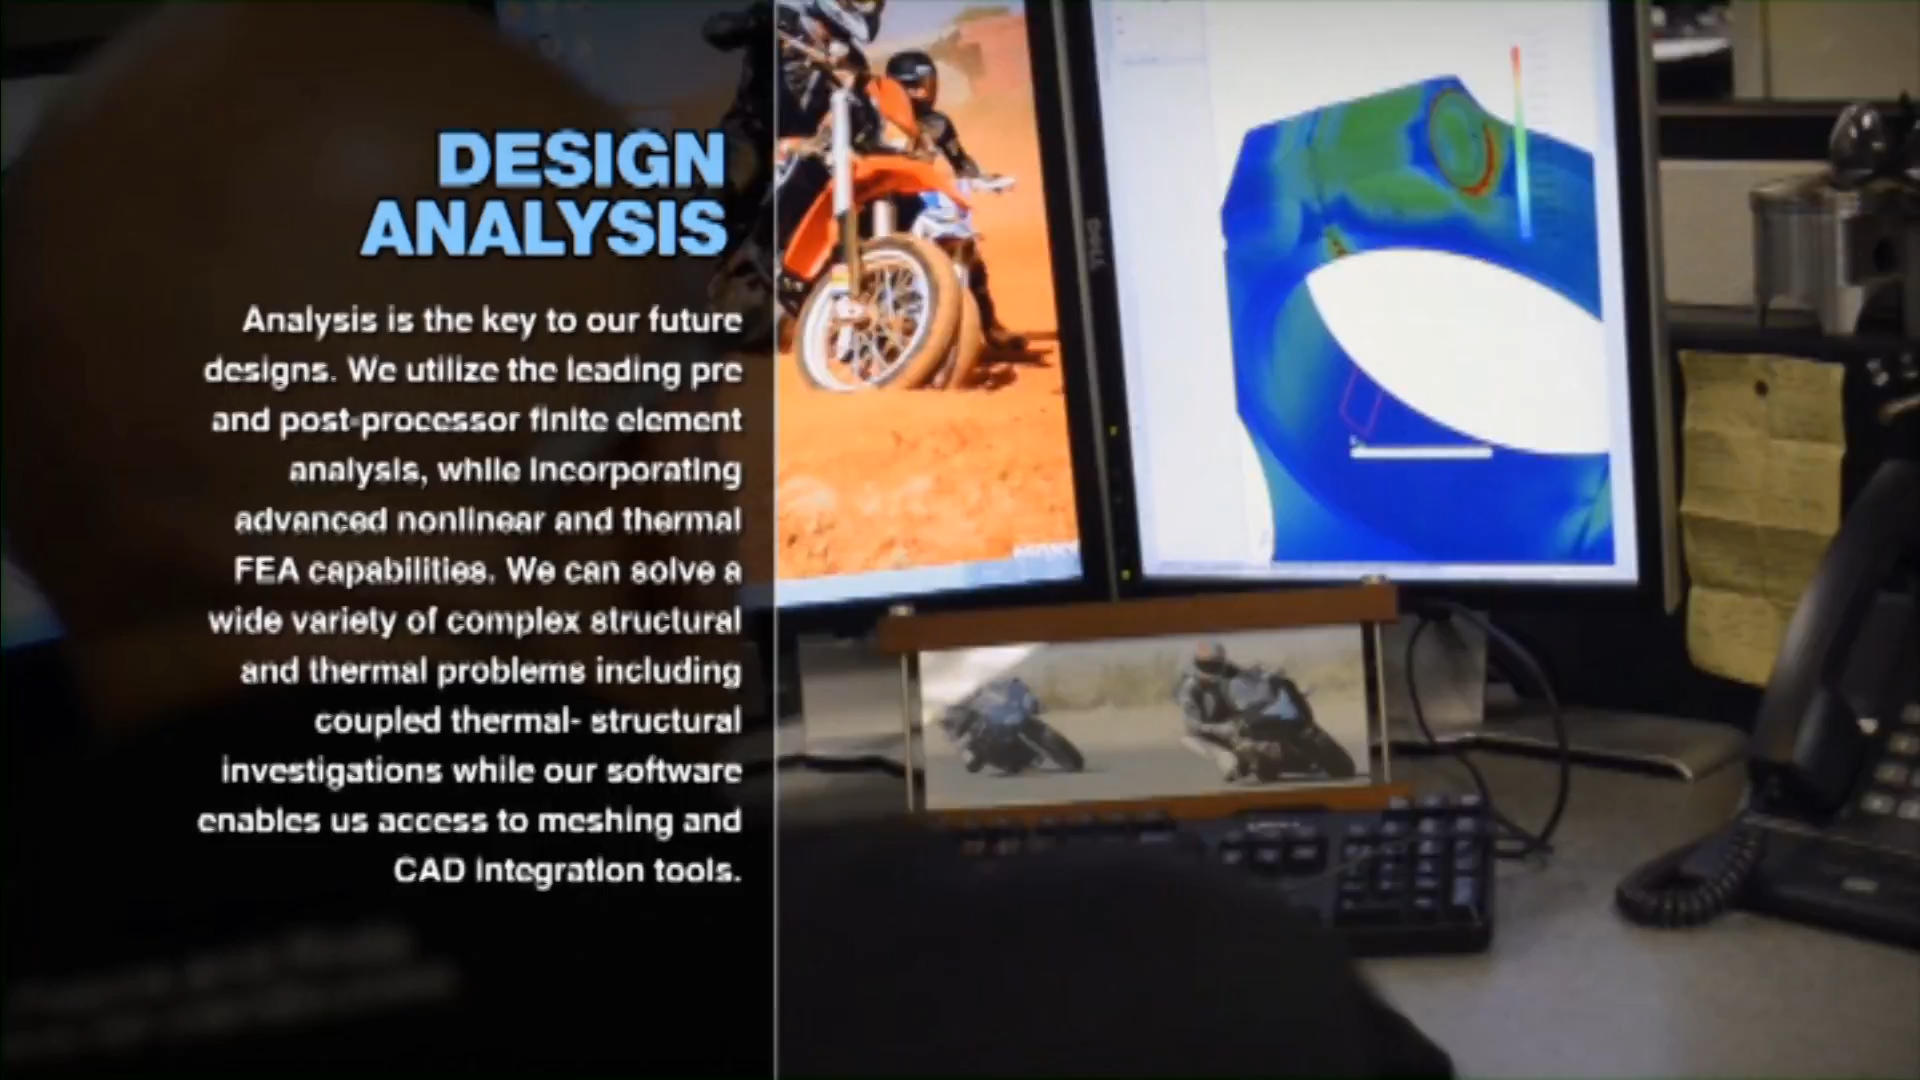 DESIGN
ANALYSIS
Analysis is the key to our future
designs. We utilize the leading pre
and post-processor finite element
analysis, while incorporating
advanced nonlinear and thermal
FEA capabilities. We can solve a
wide variety of complex structural
and thermal problems including
coupled thermal- structural
investigations while our software
enables us access to meshing and
CAD integration tools.
DELL